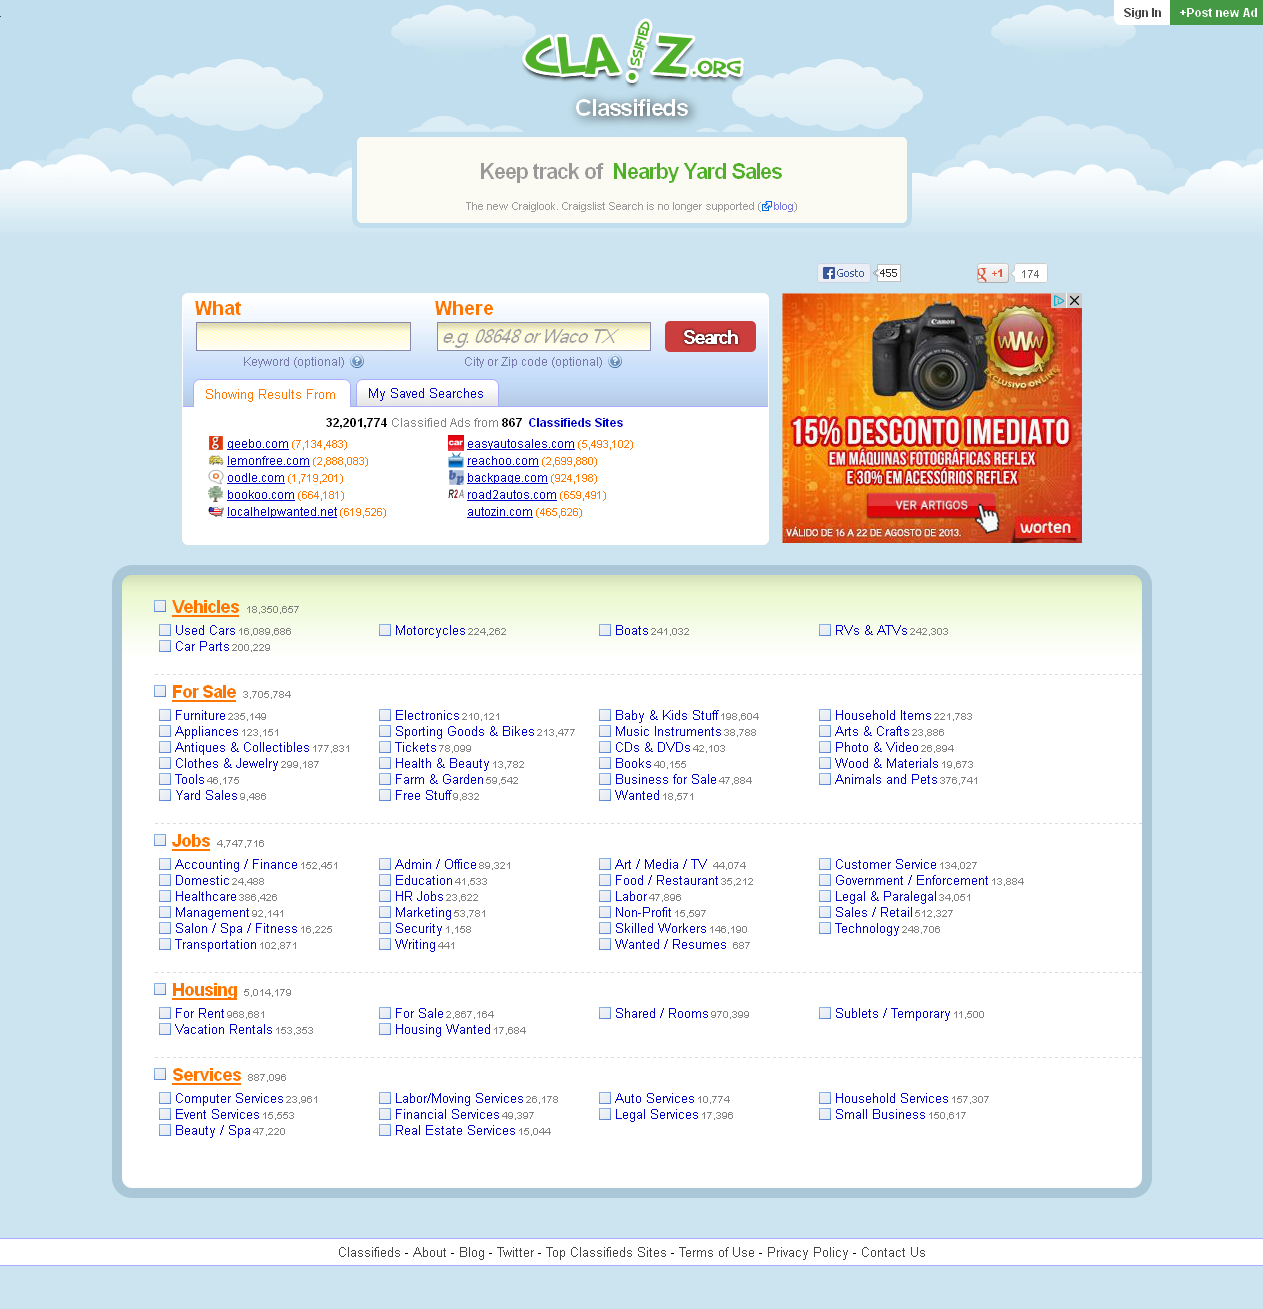 Sign In
+Post new Ad
CLA!Z.ORG
SSIFIED
Classifieds
Keep track of Nearby Yard Sales
The new Craiglook. Craigslist Search is no longer supported (blog)
Gosto 455
+1 174
What
Where
e.g. 08648 or Waco TX
Search
Keyword (optional)
City or Zip code (optional)
Showing Results From
My Saved Searches
32,201,774 Classified Ads from 867 Classifieds Sites
geebo.com (7,134,483)
easyautosales.com (5,493,102)
lemonfree.com (2,888,083)
reachoo.com (2,699,880)
oodle.com (1,719,201)
backpage.com (924,198)
bookoo.com (664,181)
road2autos.com (659,491)
localhelpwanted.net (619,526)
autozin.com (465,626)
Canon
WWW
EXCLUSIVO ONLINE
15% DESCONTO IMEDIATO
EM MÁQUINAS FOTOGRÁFICAS REFLEX
E 30% EM ACESSÓRIOS REFLEX
VER ARTIGOS
VÁLIDO DE 16 A 22 DE AGOSTO DE 2013.
worten
Vehicles 18,350,657
Used Cars 16,089,686
Motorcycles 224,262
Boats 241,032
RVs & ATVs 242,303
Car Parts 200,229
For Sale 3,705,784
Furniture 235,149
Electronics 210,121
Baby & Kids Stuff 198,604
Household Items 221,783
Appliances 123,151
Sporting Goods & Bikes 213,477
Music Instruments 38,788
Arts & Crafts 23,886
Antiques & Collectibles 177,831
Tickets 78,099
CDs & DVDs 42,103
Photo & Video 26,894
Clothes & Jewelry 299,187
Health & Beauty 13,782
Books 40,155
Wood & Materials 19,673
Tools 46,175
Farm & Garden 59,542
Business for Sale 47,884
Animals and Pets 376,741
Yard Sales 9,486
Free Stuff 9,832
Wanted 18,571
Jobs 4,747,716
Accounting / Finance 152,451
Admin / Office 89,321
Art / Media / TV 44,074
Customer Service 134,027
Domestic 24,488
Education 41,533
Food / Restaurant 35,212
Government / Enforcement 13,884
Healthcare 386,426
HR Jobs 23,622
Labor 47,896
Legal & Paralegal 34,051
Management 92,141
Marketing 53,781
Non-Profit 15,597
Sales / Retail 512,327
Salon / Spa / Fitness 16,225
Security 1,158
Skilled Workers 146,190
Technology 248,706
Transportation 102,871
Writing 441
Wanted / Resumes 687
Housing 5,014,179
For Rent 968,681
For Sale 2,867,164
Shared / Rooms 970,399
Sublets / Temporary 11,500
Vacation Rentals 153,353
Housing Wanted 17,684
Services 887,096
Computer Services 23,961
Labor/Moving Services 26,178
Auto Services 10,774
Household Services 157,307
Event Services 15,553
Financial Services 49,397
Legal Services 17,396
Small Business 150,617
Beauty / Spa 47,220
Real Estate Services 15,044
Classifieds - About - Blog - Twitter - Top Classifieds Sites - Terms of Use - Privacy Policy - Contact Us